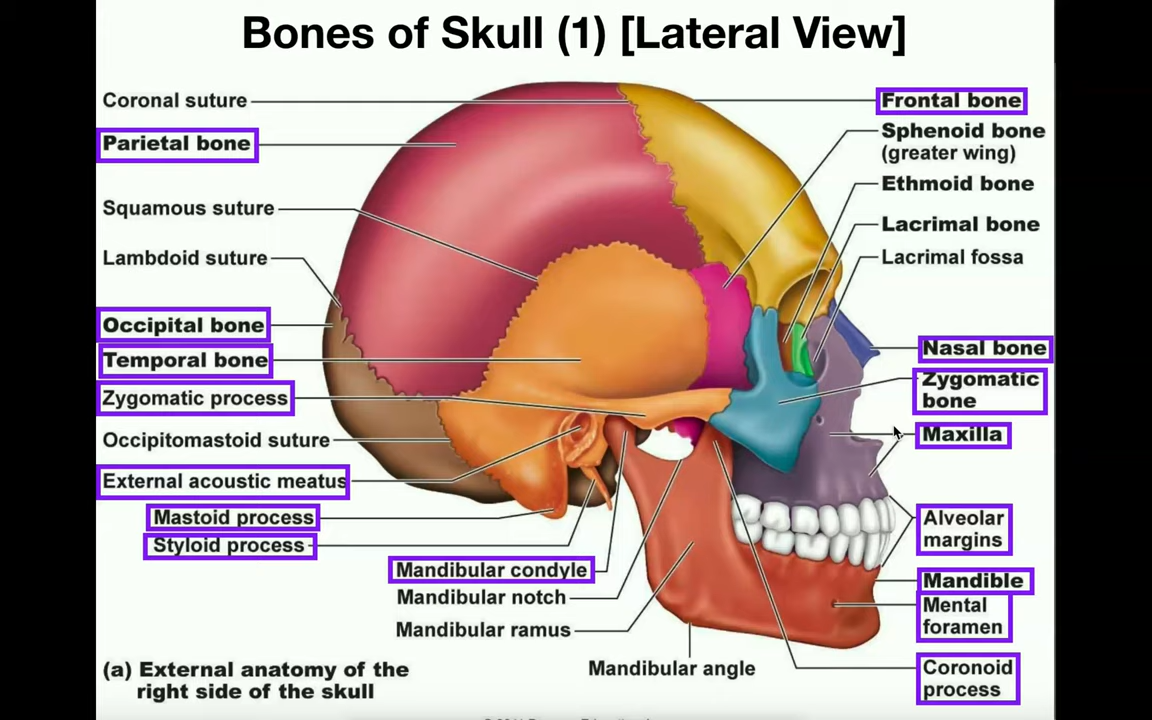 Bones of Skull (1) [Lateral View]
Coronal suture
Parietal bone
Squamous suture
Lambdoid suture
Occipital bone
Temporal bone
Zygomatic process
Occipitomastoid suture
External acoustic meatus
Mastoid process
Styloid process
Mandibular condyle
Mandibular notch
Mandibular ramus
Mandibular angle
Frontal bone
Sphenoid bone
(greater wing)
Ethmoid bone
Lacrimal bone
Lacrimal fossa
Nasal bone
Zygomatic
bone
Maxilla
Alveolar
margins
Mandible
Mental
foramen
Coronoid
process
(a) External anatomy of the
right side of the skull